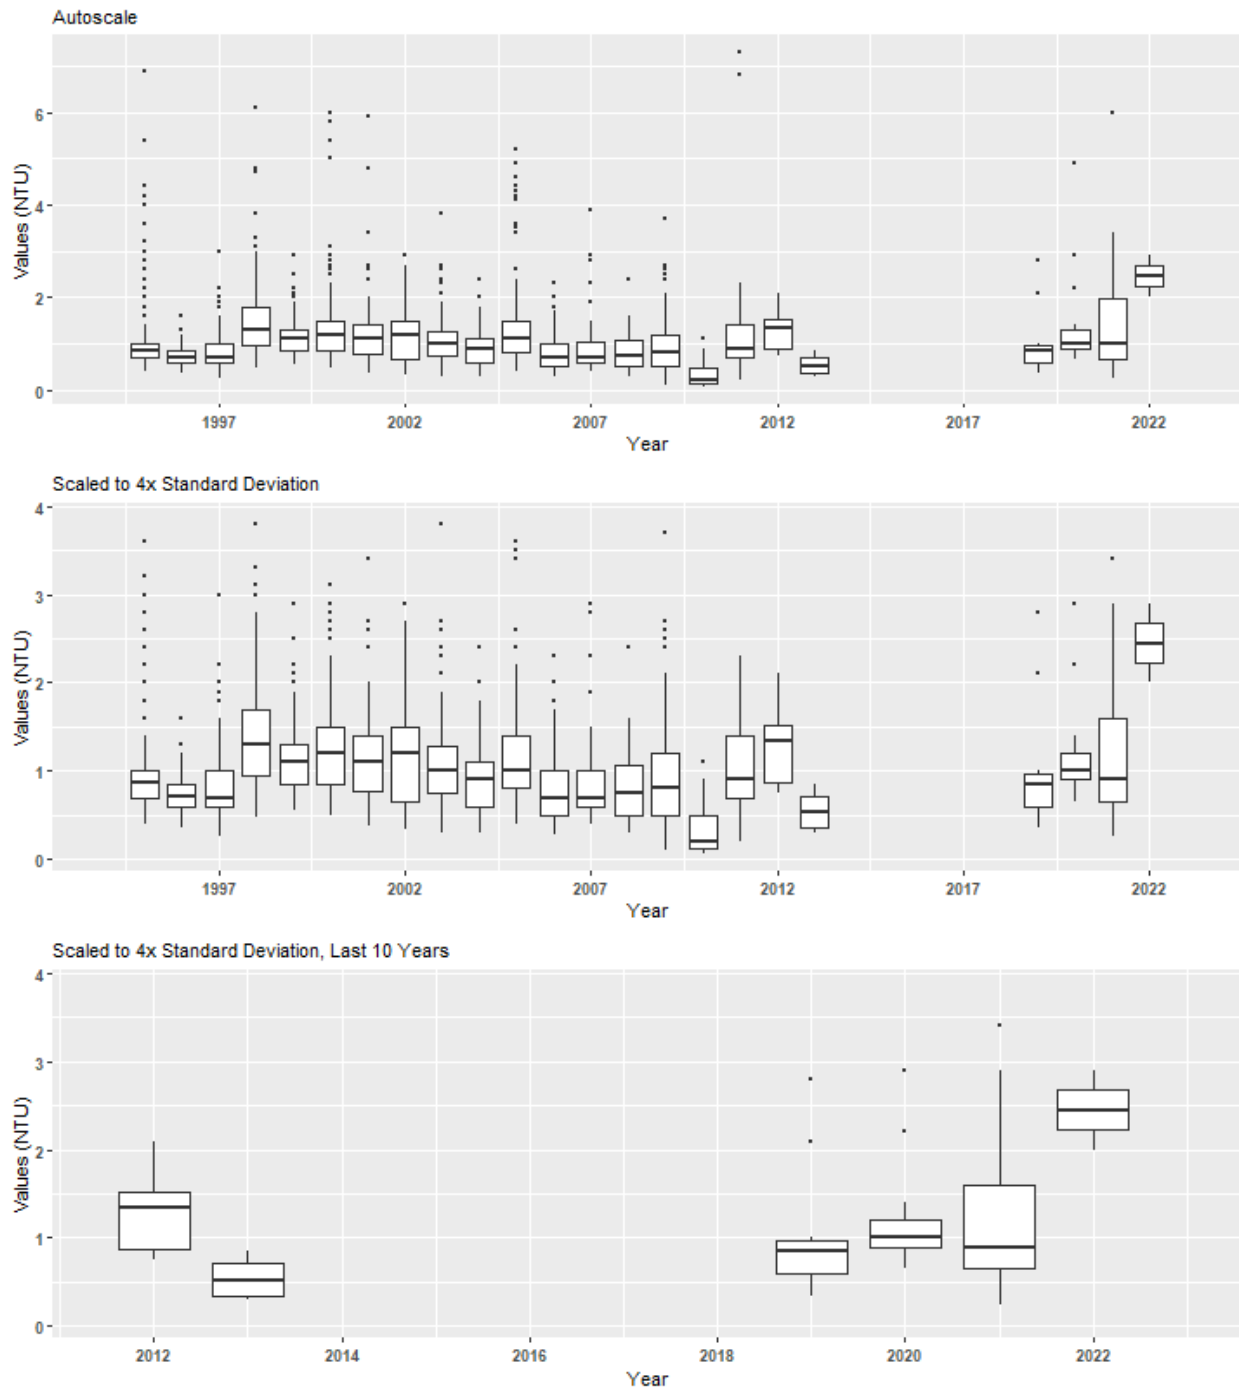 Autoscale
6
4
2
0
Values (NTU)
1997 2002 2007 2012 2017 2022
Year
Scaled to 4x Standard Deviation
4
3
2
1
0
Values (NTU)
1997 2002 2007 2012 2017 2022
Year
Scaled to 4x Standard Deviation, Last 10 Years
4
3
2
1
0
Values (NTU)
2012 2014 2016 2018 2020 2022
Year